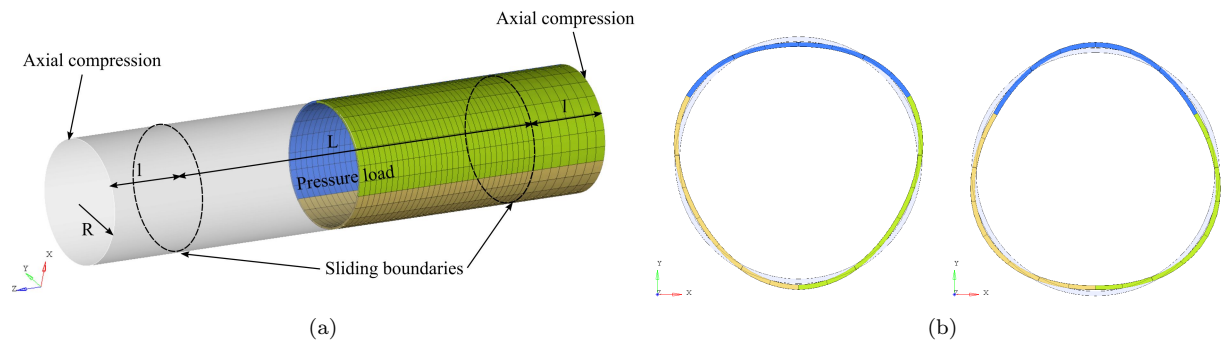 Axial compression
Axial compression
l
L
l
Pressure load
R
Sliding boundaries
X
Y
Z
Y
Z
X
Y
Z
X
(a)
(b)